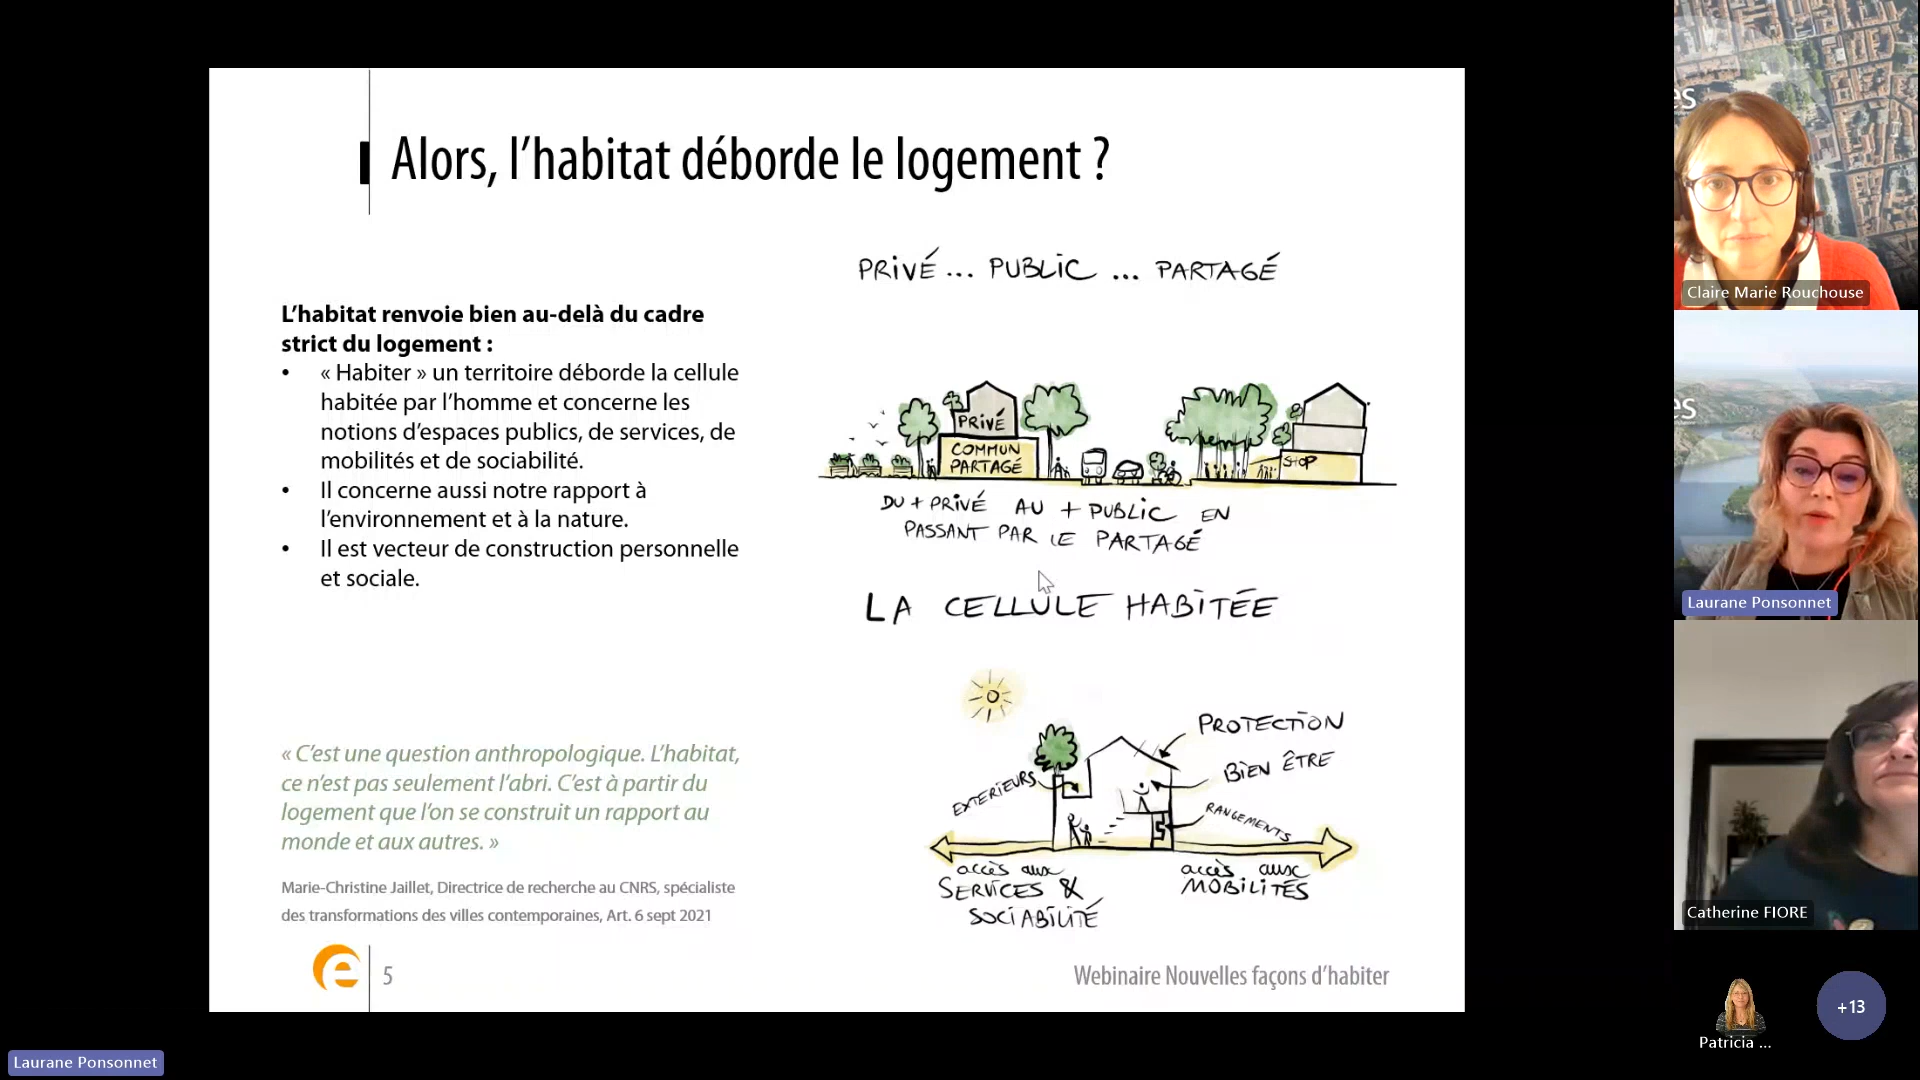 Alors, l’habitat déborde le logement ?
L’habitat renvoie bien au-delà du cadre
strict du logement :
• « Habiter » un territoire déborde la cellule
habitée par l’homme et concerne les
notions d’espaces publics, de services, de
mobilités et de sociabilité.
• Il concerne aussi notre rapport à
l’environnement et à la nature.
• Il est vecteur de construction personnelle
et sociale.
« C’est une question anthropologique. L’habitat,
ce n’est pas seulement l’abri. C’est à partir du
logement que l’on se construit un rapport au
monde et aux autres. »
Marie-Christine Jaillet, Directrice de recherche au CNRS, spécialiste
des transformations des villes contemporaines, Art. 6 sept 2021
PRIVÉ... PUBLIC ... PARTAGÉ
PRIVÉ
COMMUN
PARTAGÉ
STOP
DU + PRIVÉ AU + PUBLIC EN
PASSANT PAR LE PARTAGÉ
LA CELLULE HABITÉE
PROTECTION
BIEN ÊTRE
EXTERIEURS
RANGEMENTS
accès aux
SERVICES &
SOCIABILITÉ
accès aux
MOBILITÉS
e
5
Webinaire Nouvelles façons d’habiter
es
Claire Marie Rouchouse
es
Laurane Ponsonnet
Catherine FIORE
Patricia ...
+13
Laurane Ponsonnet